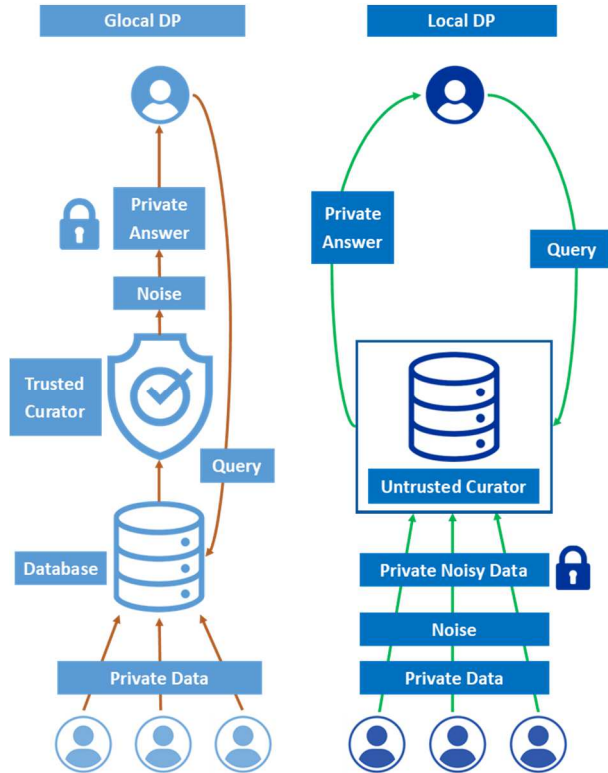 Glocal DP
Private
Answer
Noise
Trusted
Curator
Query
Database
Private Data
Local DP
Private
Answer
Query
Untrusted Curator
Private Noisy Data
Noise
Private Data